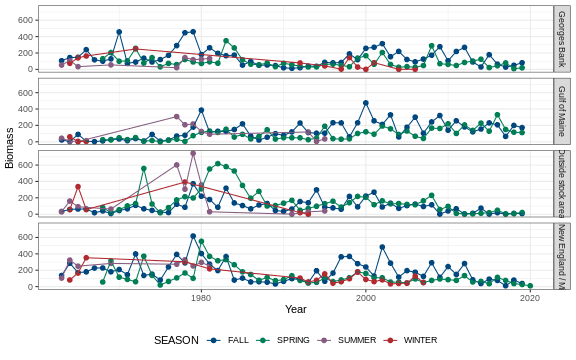 800
600
400
200
0
Georges Bank
600
400
200
0
Gulf of Maine
600
400
200
0
Outside stock area
600
400
200
0
New England / M
Biomass
1980
2000
2020
Year
SEASON
FALL
SPRING
SUMMER
WINTER